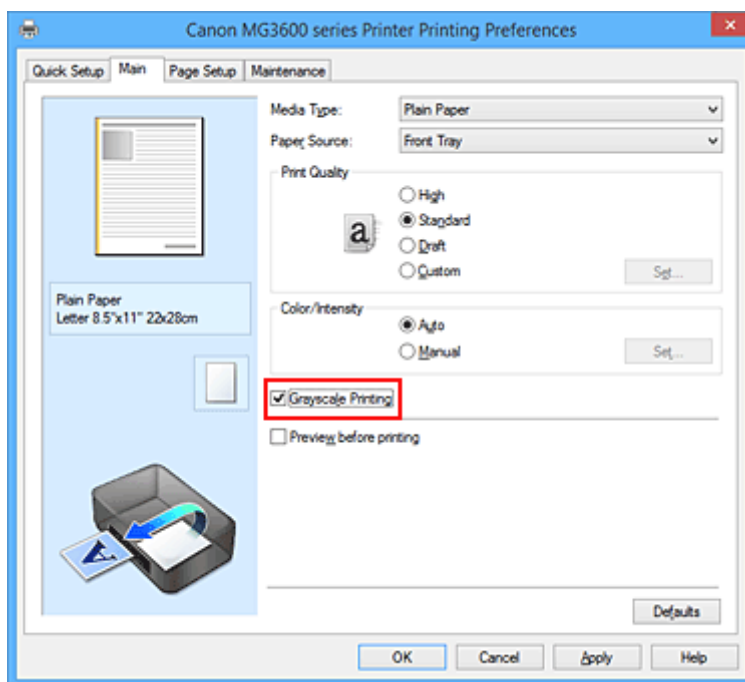 Canon MG3600 series Printer Printing Preferences
Quick Setup Main Page Setup Maintenance
Media Type: Plain Paper
Paper Source: Front Tray
Print Quality
High
a
Standard
Draft
Custom Set...
Plain Paper
Letter 8.5"x11" 22x28cm
Color/Intensity
Auto
Manual Set...
Grayscale Printing
Preview before printing
A
Defaults
OK Cancel Apply Help